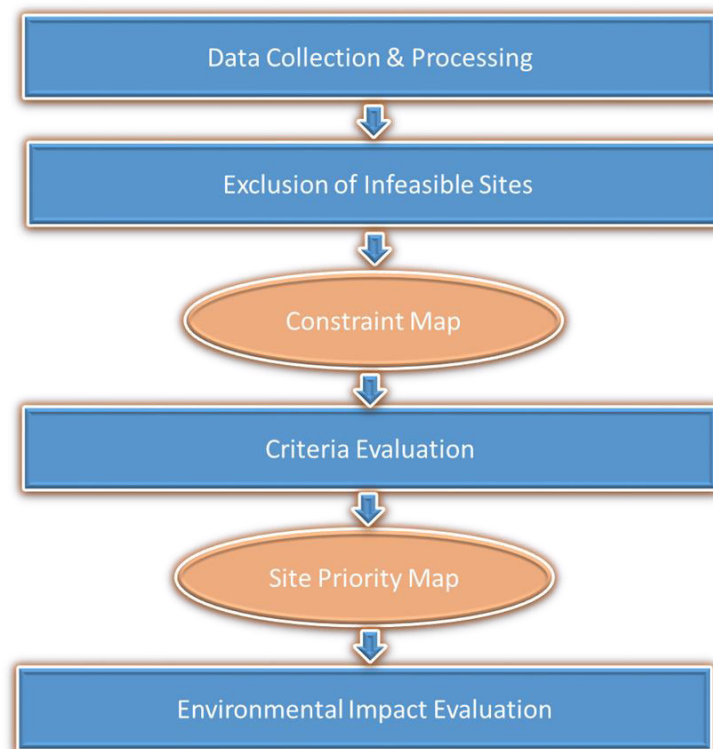 Data Collection & Processing
Exclusion of Infeasible Sites
Constraint Map
Criteria Evaluation
Site Priority Map
Environmental Impact Evaluation